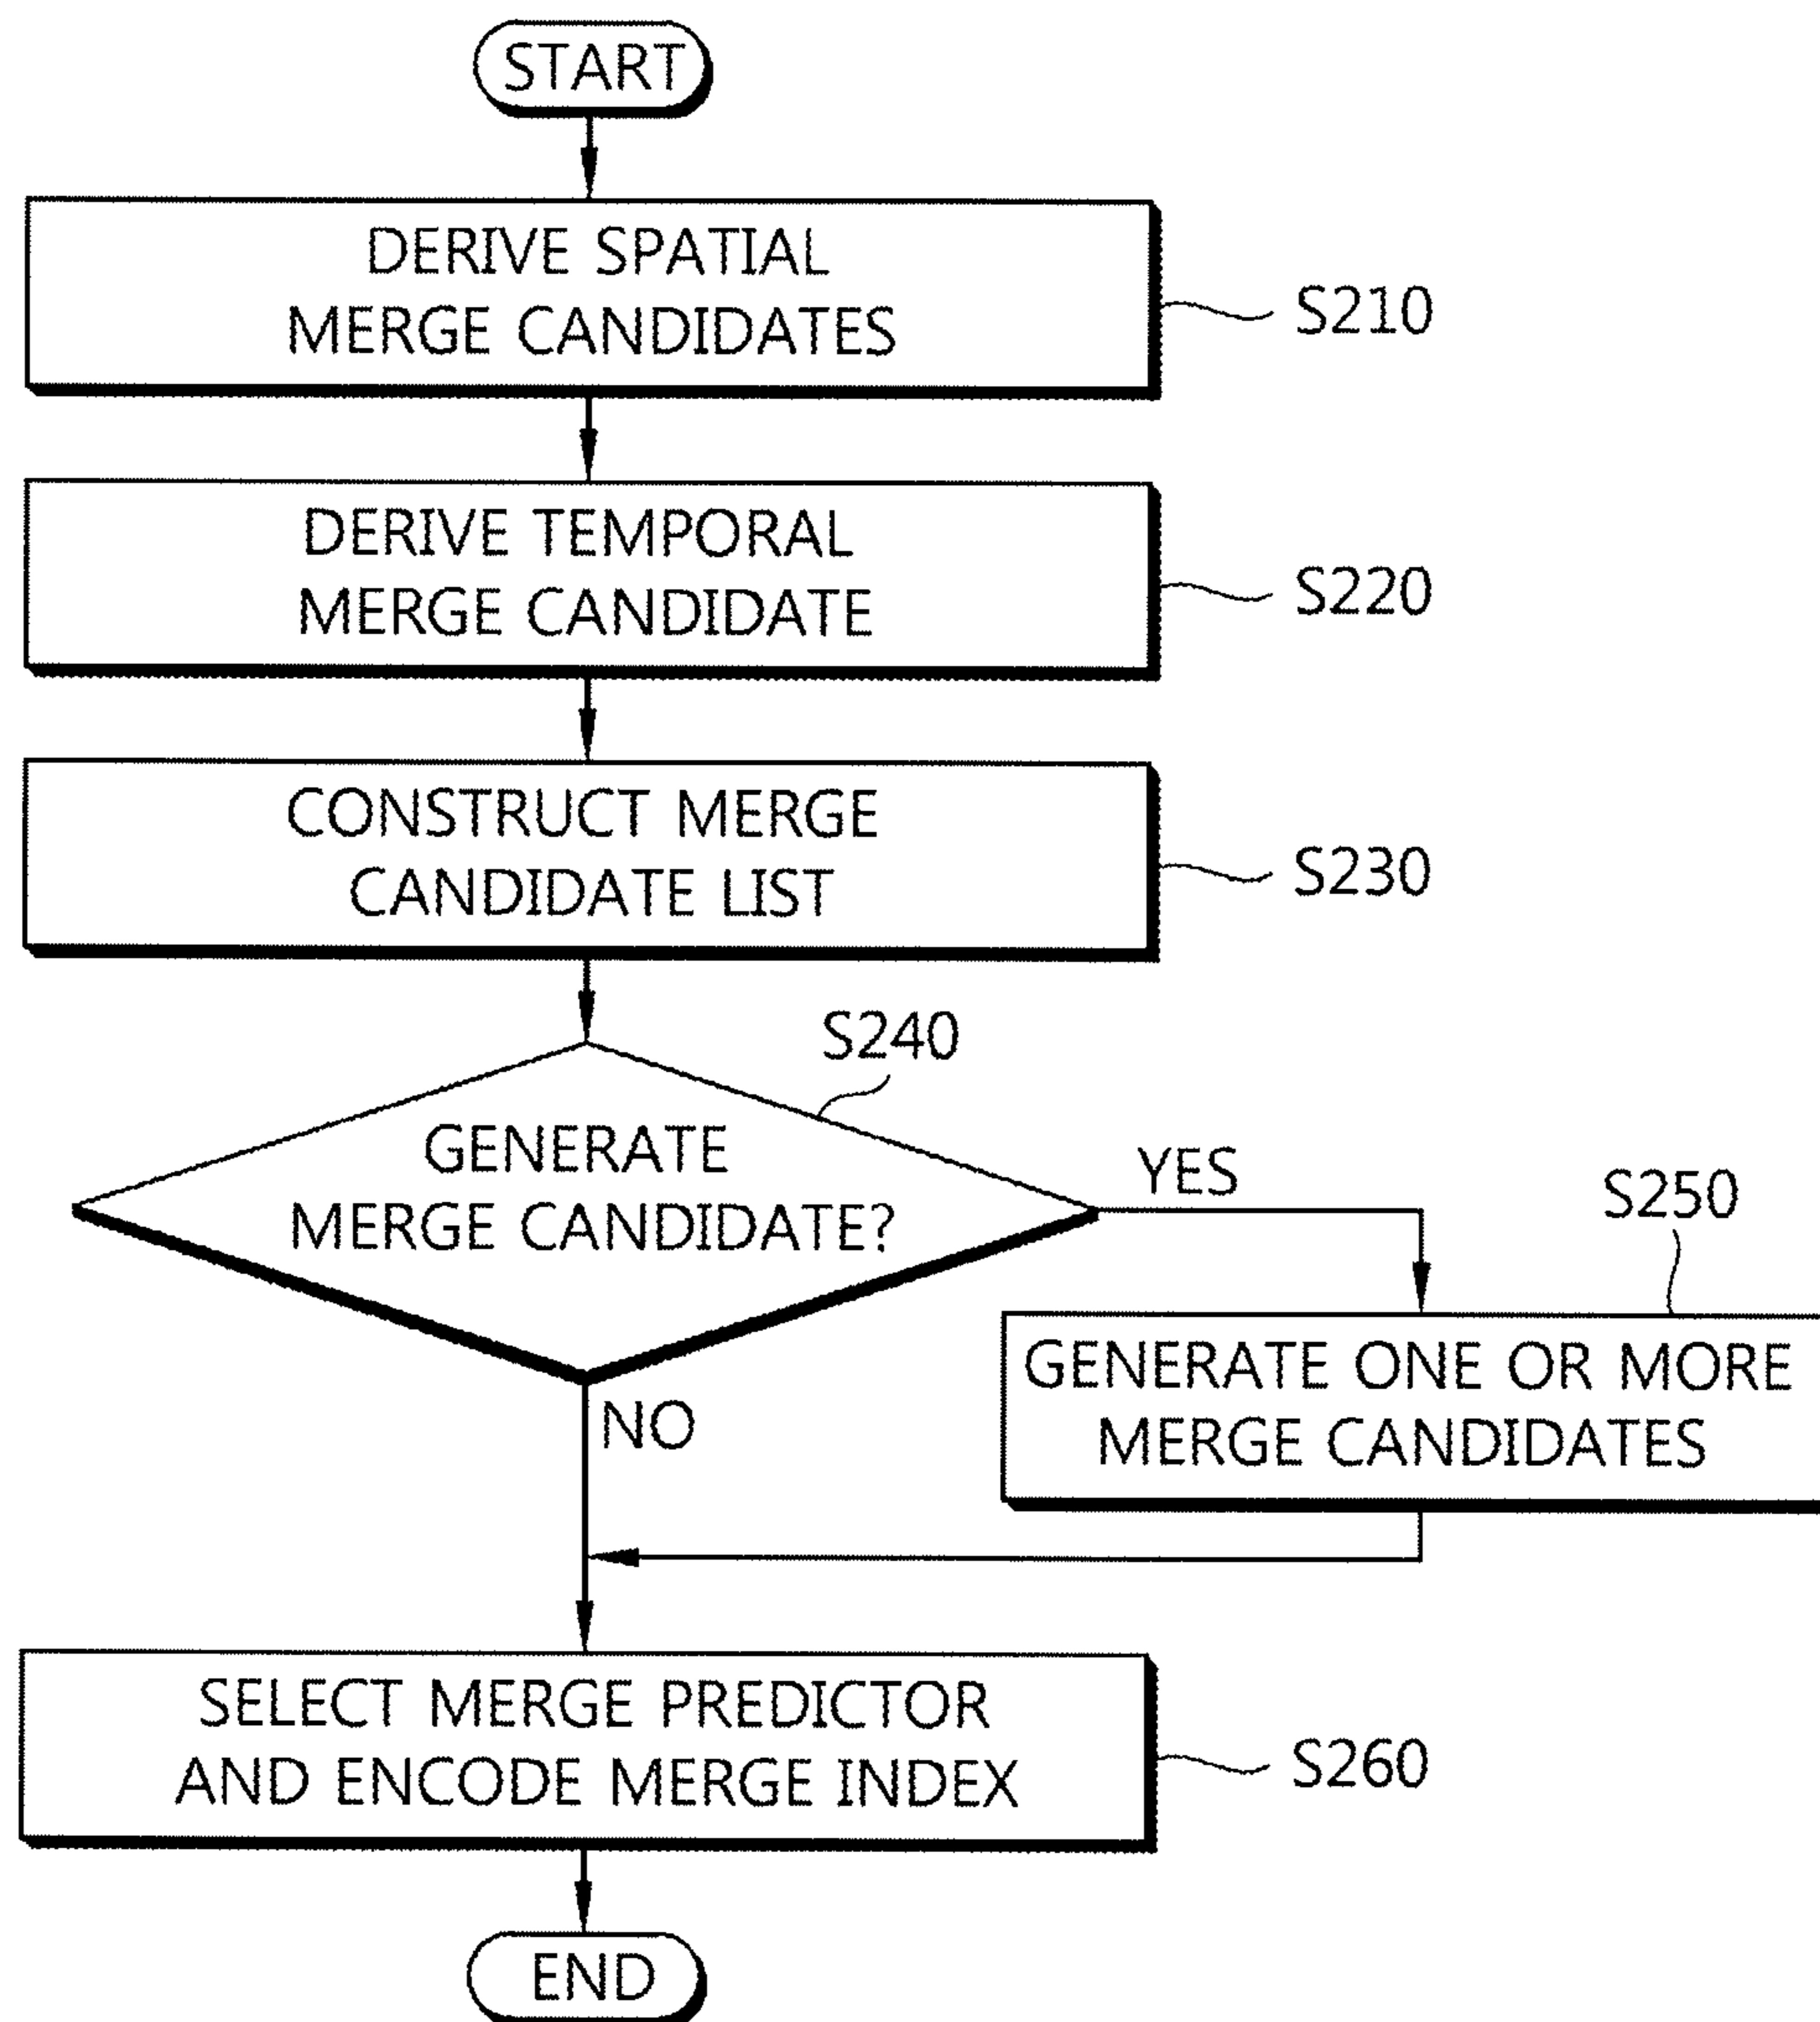 START
DERIVE SPATIAL
MERGE CANDIDATES
S210
DERIVE TEMPORAL
MERGE CANDIDATE
S220
CONSTRUCT MERGE
CANDIDATE LIST
S230
S240
GENERATE
MERGE CANDIDATE?
YES
S250
GENERATE ONE OR MORE
MERGE CANDIDATES
NO
SELECT MERGE PREDICTOR
AND ENCODE MERGE INDEX
S260
END